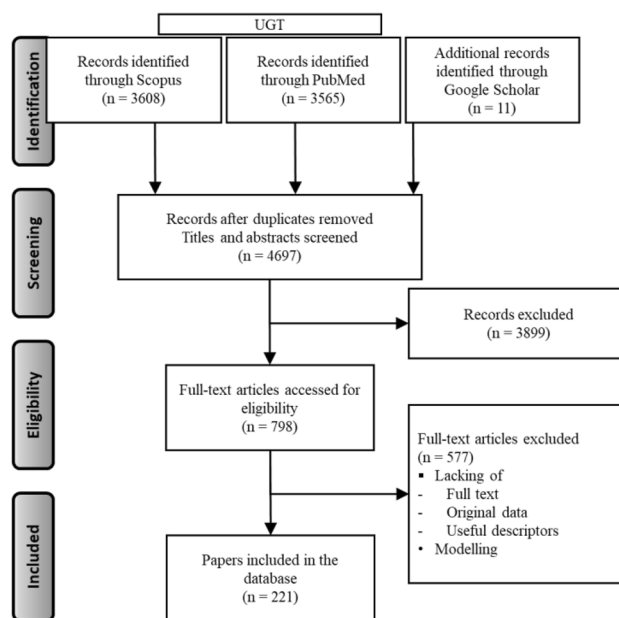 UGT
Identification
Records identified
through Scopus
(n = 3608)
Records identified
through PubMed
(n = 3565)
Additional records
identified through
Google Scholar
(n = 11)
Screening
Records after duplicates removed
Titles and abstracts screened
(n = 4697)
Records excluded
(n = 3899)
Eligibility
Full-text articles accessed for
eligibility
(n = 798)
Full-text articles excluded
(n = 577)
▪ Lacking of
- Full text
- Original data
- Useful descriptors
▪ Modelling
Included
Papers included in the
database
(n = 221)